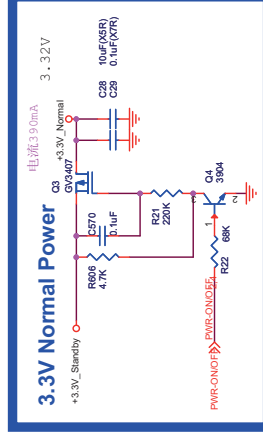 3.3V Normal Power
电流390mA
3.32V
+3.3V_Standby
+3.3V_Normal
Q3
GV3407
C28
10uF(X5R)
C29
0.1uF(X7R)
C570
0.1uF
R606
4.7K
R21
220K
Q4
3904
1
2
R22
68K
PWR-ON/OFF
PWR-ON/OFF